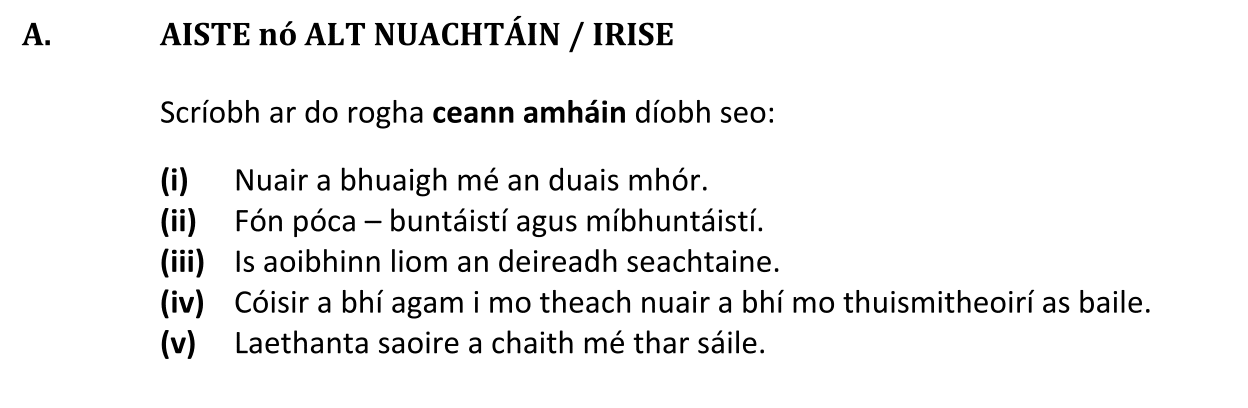 A. AISTE nó ALT NUACHTÁIN / IRISE
Scríobh ar do rogha ceann amháin díobh seo:
(i) Nuair a bhuaigh mé an duais mhór.
(ii) Fón póca – buntáistí agus míbhuntáistí.
(iii) Is aoibhinn liom an deireadh seachtaine.
(iv) Cóisir a bhí agam i mo theach nuair a bhí mo thuismitheoirí as baile.
(v) Laethanta saoire a chaith mé thar sáile.